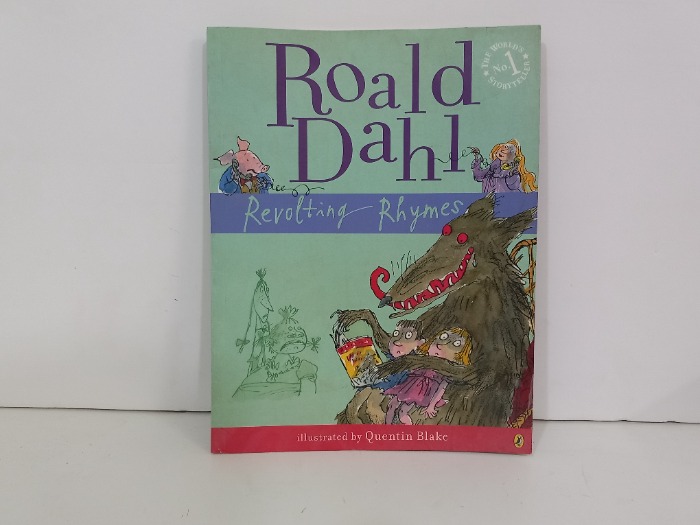 Roald
Dahl
THE WORLD'S
No. 1
STORYTELLER
Revolting Rhymes
illustrated by Quentin Blake